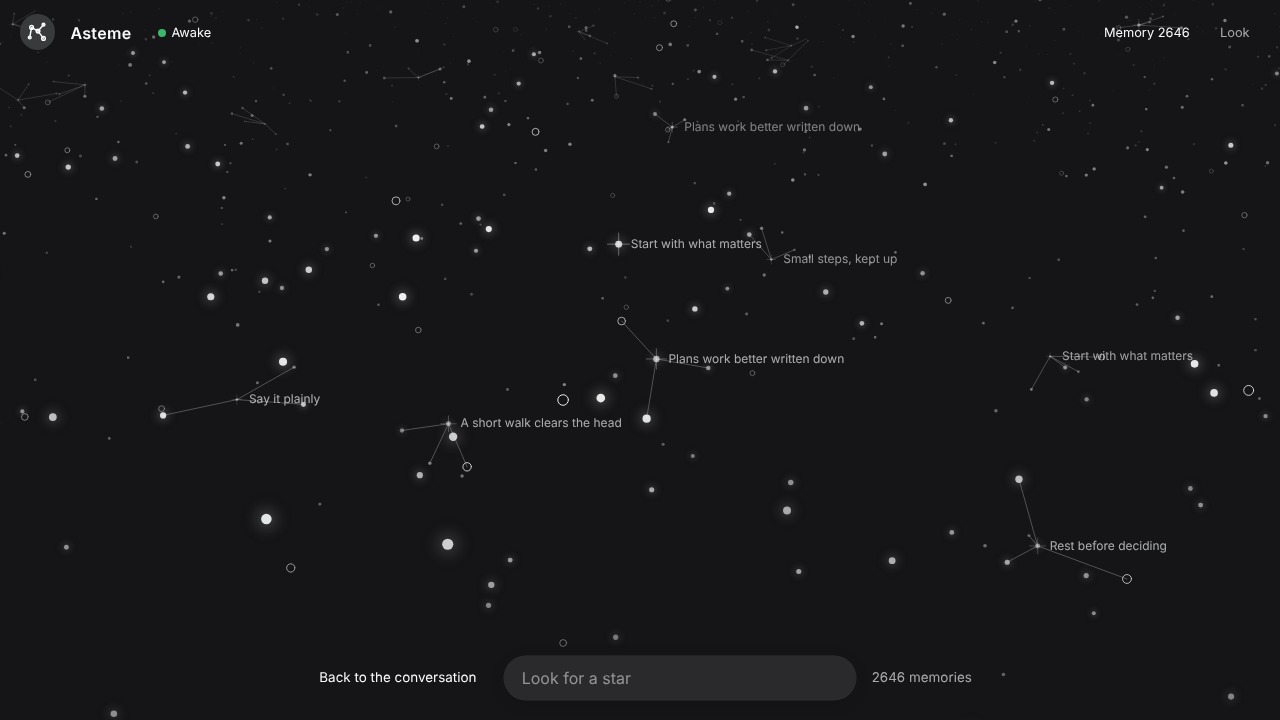 Asteme
Awake
Memory 2646
Look
Plans work better written down
Start with what matters
Small steps, kept up
Plans work better written down
Start with what matters
Say it plainly
A short walk clears the head
Rest before deciding
Back to the conversation
Look for a star
2646 memories